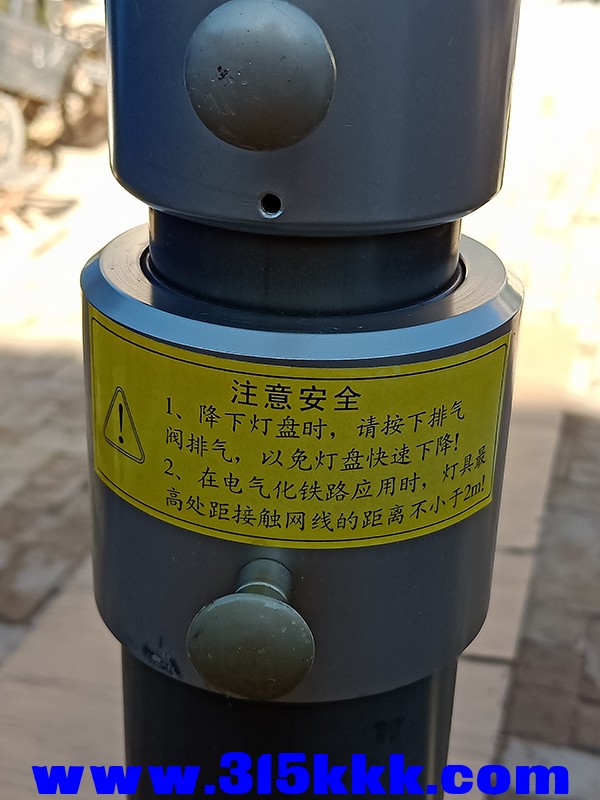 注意安全
1、降下灯盘时，请按下排气
阀排气，以免灯盘快速下降!
2、在电气化铁路应用时，灯具最
高处距接触网线的距离不小于2m!
www.315kkk.com